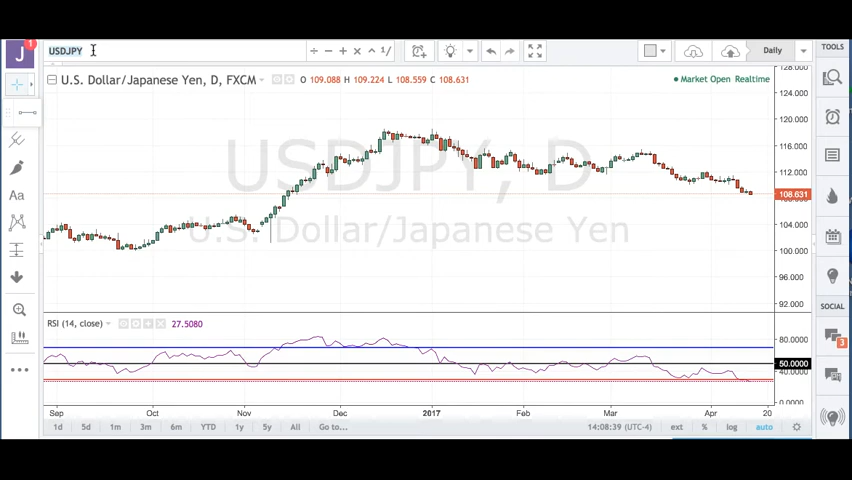 J
1
USDJPY
1/
Daily
TOOLS
U.S. Dollar/Japanese Yen, D, FXCM
O 109.088 H 109.224 L 108.559 C 108.631
Market Open Realtime
128.000
124.000
120.000
116.000
112.000
108.631
104.000
100.000
96.000
92.000
USDJPY, D
U.S. Dollar/Japanese Yen
Aa
SOCIAL
3
RSI (14, close)
27.5080
80.0000
50.0000
40.0000
0.0000
Sep Oct Nov Dec 2017 Feb Mar Apr 20
1d 5d 1m 3m 6m YTD 1y 5y All Go to...
14:08:39 (UTC-4) ext % log auto